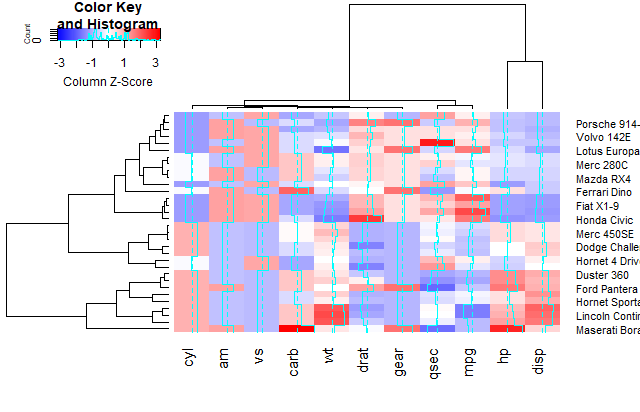 Color Key
and Histogram
Count
0
-3 -1 1 3
Column Z-Score
Porsche 914-
Volvo 142E
Lotus Europa
Merc 280C
Mazda RX4
Ferrari Dino
Fiat X1-9
Honda Civic
Merc 450SE
Dodge Challe
Hornet 4 Driv
Duster 360
Ford Pantera
Hornet Sporta
Lincoln Contin
Maserati Bora
cyl am vs carb wt drat gear qsec mpg hp disp